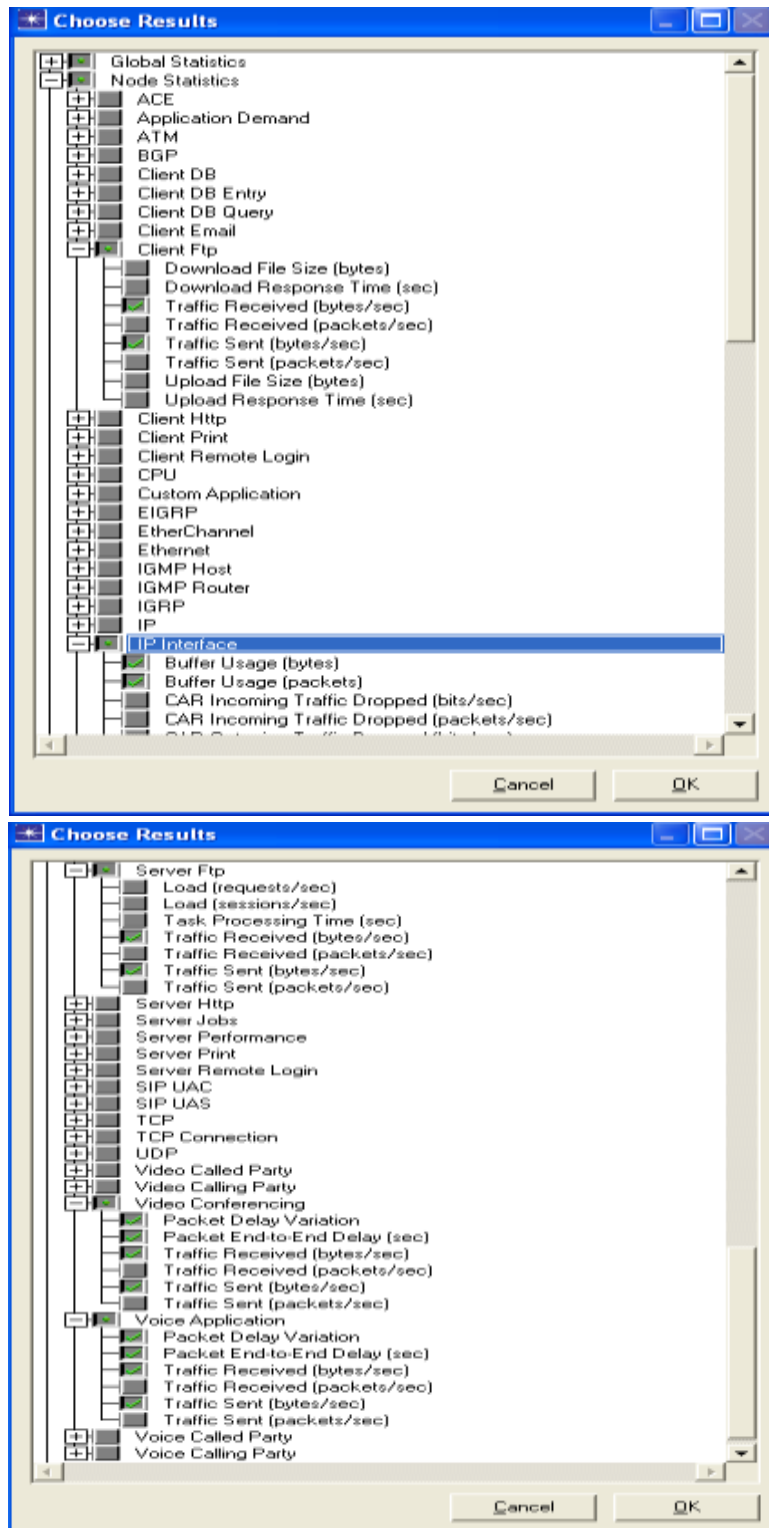 Choose Results
Global Statistics
Node Statistics
ACE
Application Demand
ATM
BGP
Client DB
Client DB Entry
Client DB Query
Client Email
Client Ftp
Download File Size (bytes)
Download Response Time (sec)
Traffic Received (bytes/sec)
Traffic Received (packets/sec)
Traffic Sent (bytes/sec)
Traffic Sent (packets/sec)
Upload File Size (bytes)
Upload Response Time (sec)
Client Http
Client Print
Client Remote Login
CPU
Custom Application
EIGRP
EtherChannel
Ethernet
IGMP Host
IGMP Router
IGRP
IP
IP Interface
Buffer Usage (bytes)
Buffer Usage (packets)
CAR Incoming Traffic Dropped (bits/sec)
CAR Incoming Traffic Dropped (packets/sec)
Cancel OK
Choose Results
Server Ftp
Load (requests/sec)
Load (sessions/sec)
Task Processing Time (sec)
Traffic Received (bytes/sec)
Traffic Received (packets/sec)
Traffic Sent (bytes/sec)
Traffic Sent (packets/sec)
Server Http
Server Jobs
Server Performance
Server Print
Server Remote Login
SIP UAC
SIP UAS
TCP
TCP Connection
UDP
Video Called Party
Video Calling Party
Video Conferencing
Packet Delay Variation
Packet End-to-End Delay (sec)
Traffic Received (bytes/sec)
Traffic Received (packets/sec)
Traffic Sent (bytes/sec)
Traffic Sent (packets/sec)
Voice Application
Packet Delay Variation
Packet End-to-End Delay (sec)
Traffic Received (bytes/sec)
Traffic Received (packets/sec)
Traffic Sent (bytes/sec)
Traffic Sent (packets/sec)
Voice Called Party
Voice Calling Party
Cancel OK